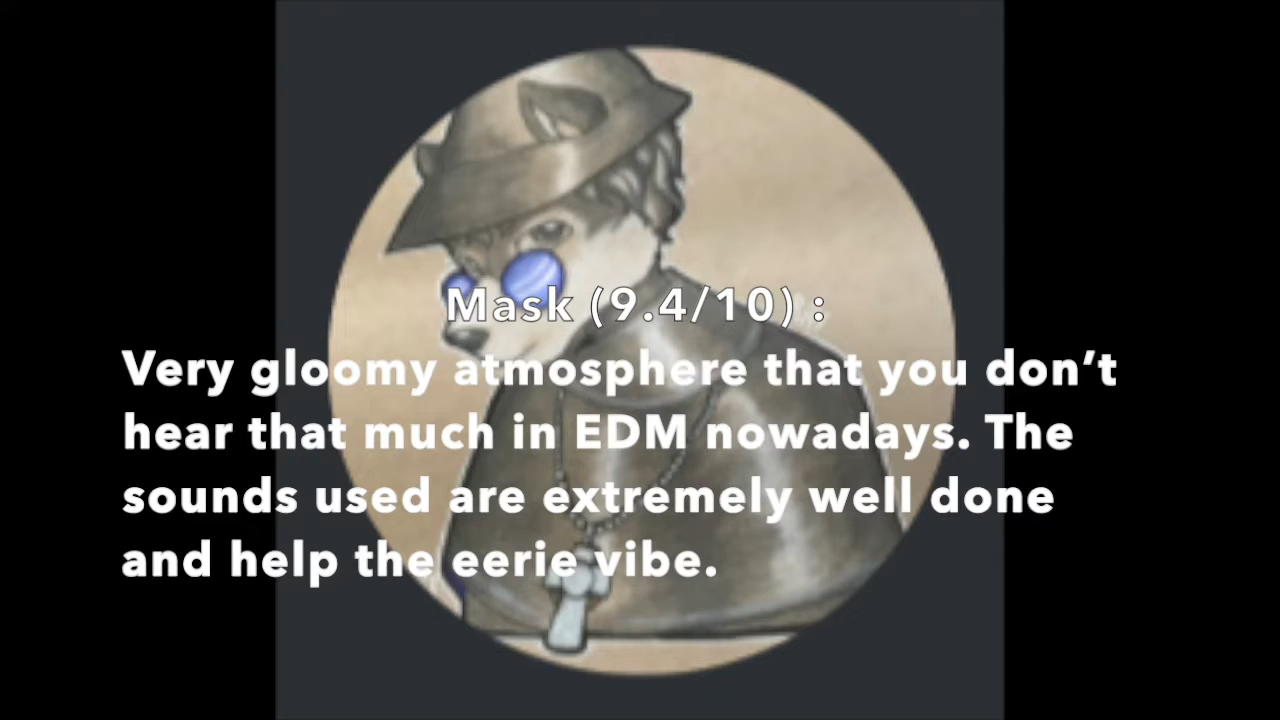 Mask (9.4/10) :
Very gloomy atmosphere that you don’t
hear that much in EDM nowadays. The
sounds used are extremely well done
and help the eerie vibe.